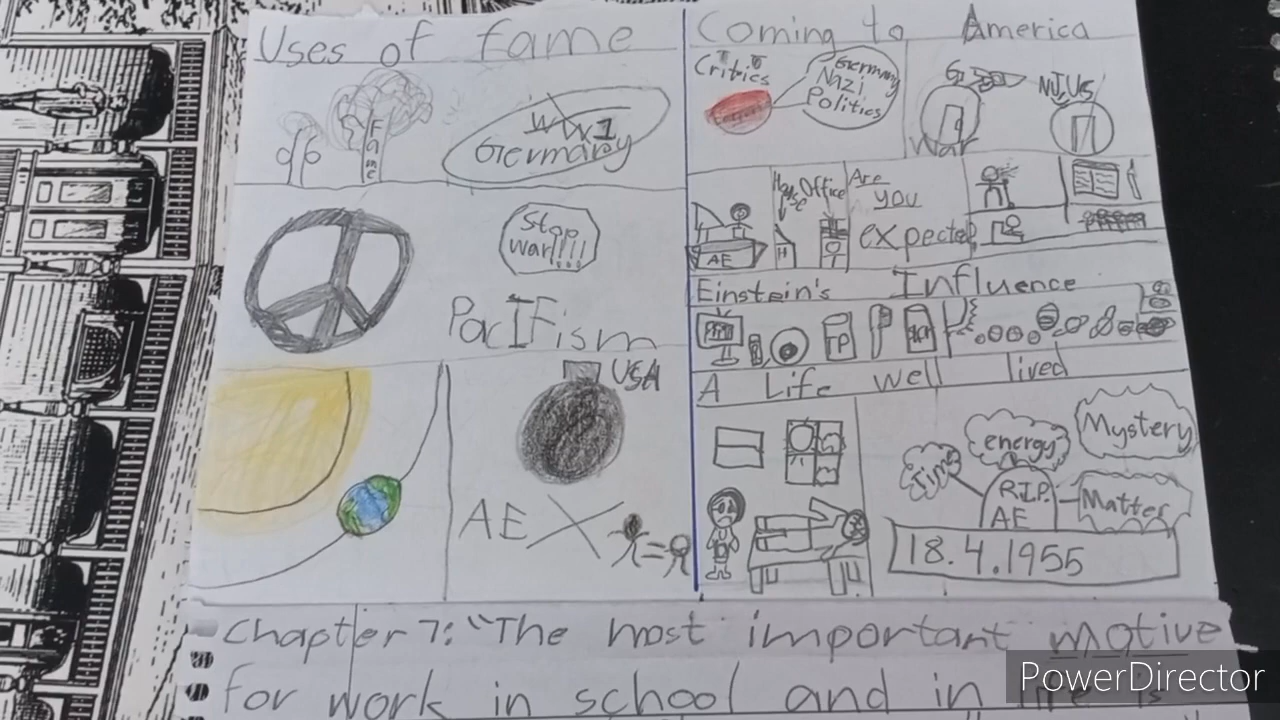 Uses of fame
Fame
WW1
Germany
Stop
war!!!
PacIFism
USA
AE
Coming to America
Critics
Germany
Nazi
Politics
G
War
NJ, US
House
Office
AE
H
Are
you
expected
Einstein's Influence
A Life well lived
Time
energy
Mystery
R.I.P.
AE
Matter
18.4.1955
Chapter 7: "The most important motive
for work in school and in life is
PowerDirector